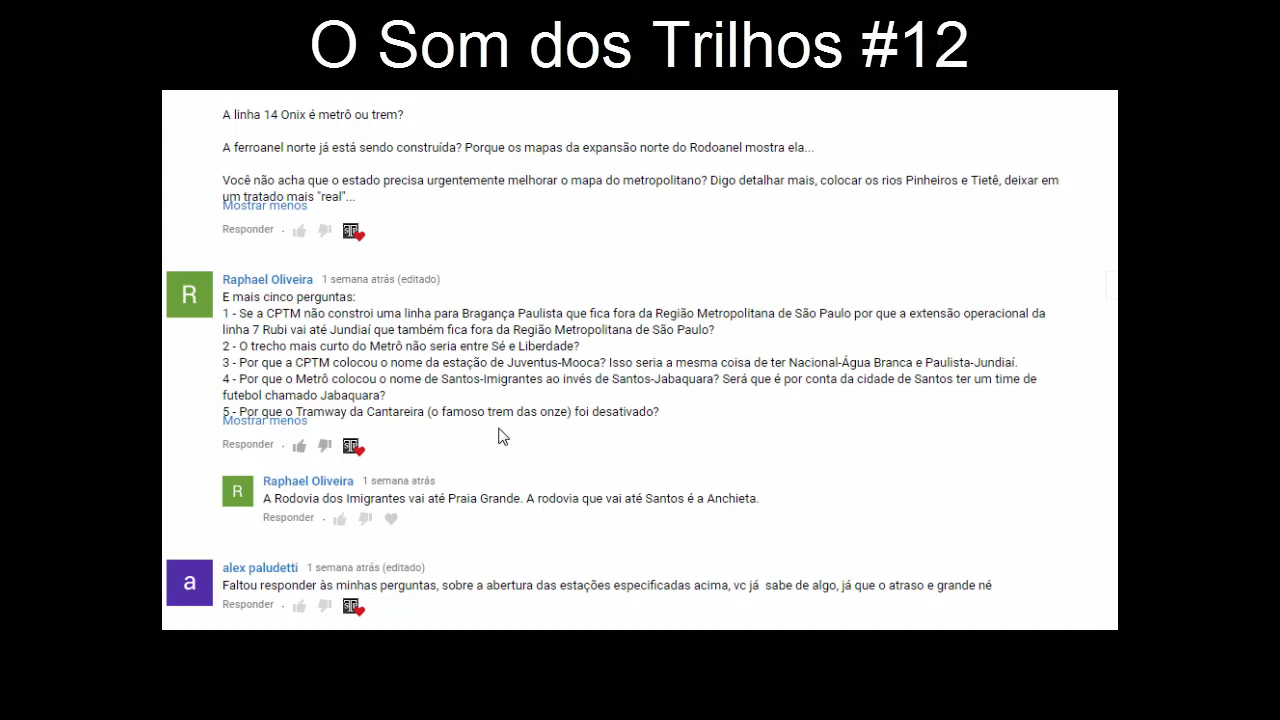 O Som dos Trilhos #12
A linha 14 Onix é metrô ou trem?
A ferroanel norte já está sendo construída? Porque os mapas da expansão norte do Rodoanel mostra ela...
Você não acha que o estado precisa urgentemente melhorar o mapa do metropolitano? Digo detalhar mais, colocar os rios Pinheiros e Tietê, deixar em
um tratado mais "real"...
Mostrar menos
Responder .
R
Raphael Oliveira 1 semana atrás (editado)
E mais cinco perguntas:
1 - Se a CPTM não constroi uma linha para Bragança Paulista que fica fora da Região Metropolitana de São Paulo por que a extensão operacional da
linha 7 Rubi vai até Jundiaí que também fica fora da Região Metropolitana de São Paulo?
2 - O trecho mais curto do Metrô não seria entre Sé e Liberdade?
3 - Por que a CPTM colocou o nome da estação de Juventus-Mooca? Isso seria a mesma coisa de ter Nacional-Água Branca e Paulista-Jundiaí.
4 - Por que o Metrô colocou o nome de Santos-Imigrantes ao invés de Santos-Jabaquara? Será que é por conta da cidade de Santos ter um time de
futebol chamado Jabaquara?
5 - Por que o Tramway da Cantareira (o famoso trem das onze) foi desativado?
Mostrar menos
Responder .
R
Raphael Oliveira 1 semana atrás
A Rodovia dos Imigrantes vai até Praia Grande. A rodovia que vai até Santos é a Anchieta.
Responder .
a
alex paludetti 1 semana atrás (editado)
Faltou responder às minhas perguntas, sobre a abertura das estações especificadas acima, vc já sabe de algo, já que o atraso e grande né
Responder .